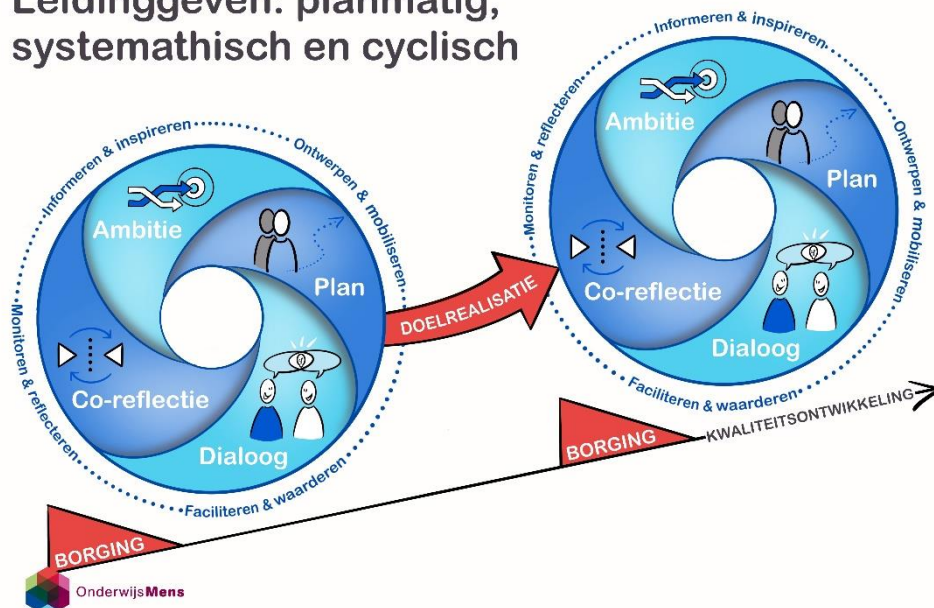 Leidinggeven: planmatig,
systemathisch en cyclisch
Informeren & inspireren
Ontwerpen & mobiliseren
Faciliteren & waarderen
Monitoren & reflecteren
Ambitie
Plan
Dialoog
Co-reflectie
DOELREALISATIE
Informeren & inspireren
Ontwerpen & mobiliseren
Faciliteren & waarderen
Monitoren & reflecteren
Ambitie
Plan
Dialoog
Co-reflectie
BORGING
BORGING
KWALITEITSONTWIKKELING
OnderwijsMens